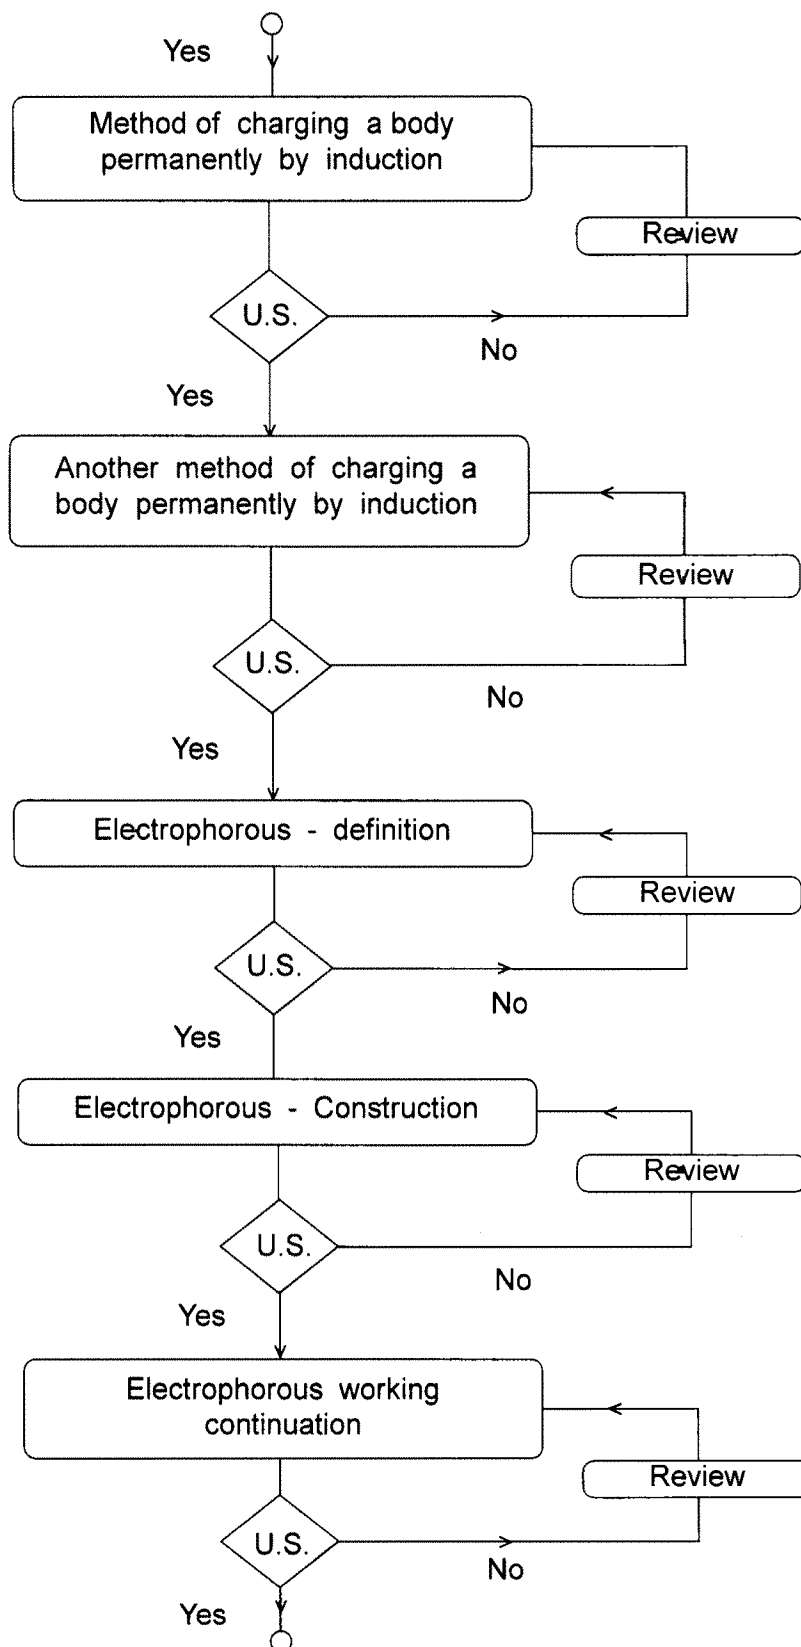 Yes
Method of charging a body
permanently by induction
Review
U.S.
No
Yes
Another method of charging a
body permanently by induction
Review
U.S.
No
Yes
Electrophorous - definition
Review
U.S.
No
Yes
Electrophorous - Construction
Review
U.S.
No
Yes
Electrophorous working
continuation
Review
U.S.
No
Yes